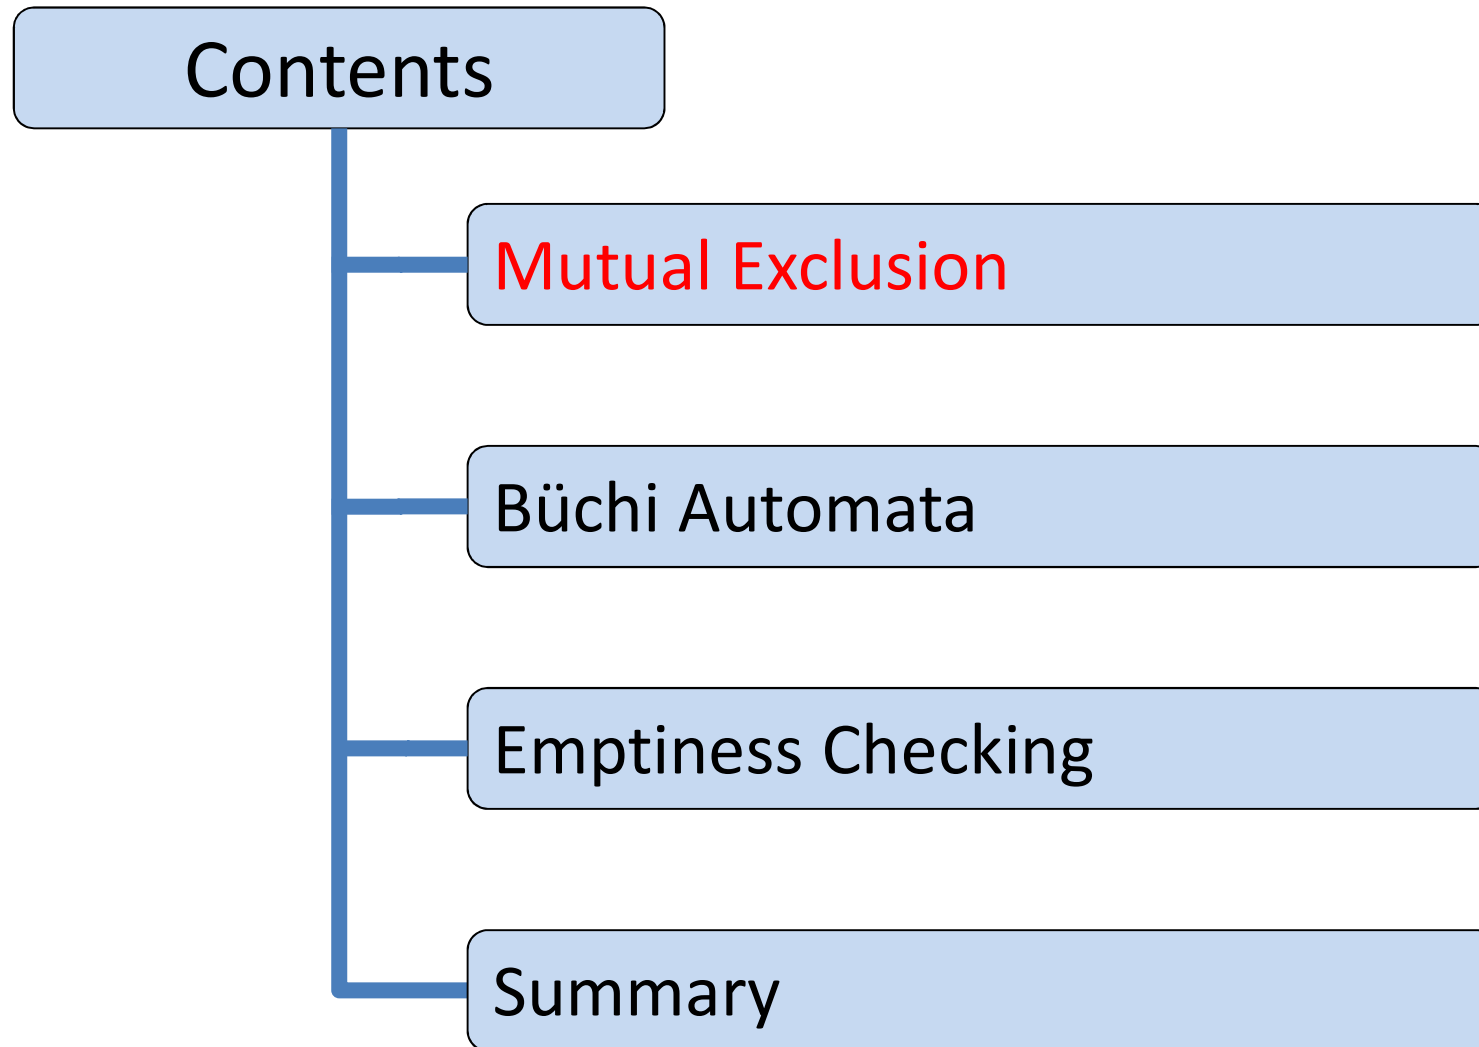 Contents
Mutual Exclusion
Büchi Automata
Emptiness Checking
Summary